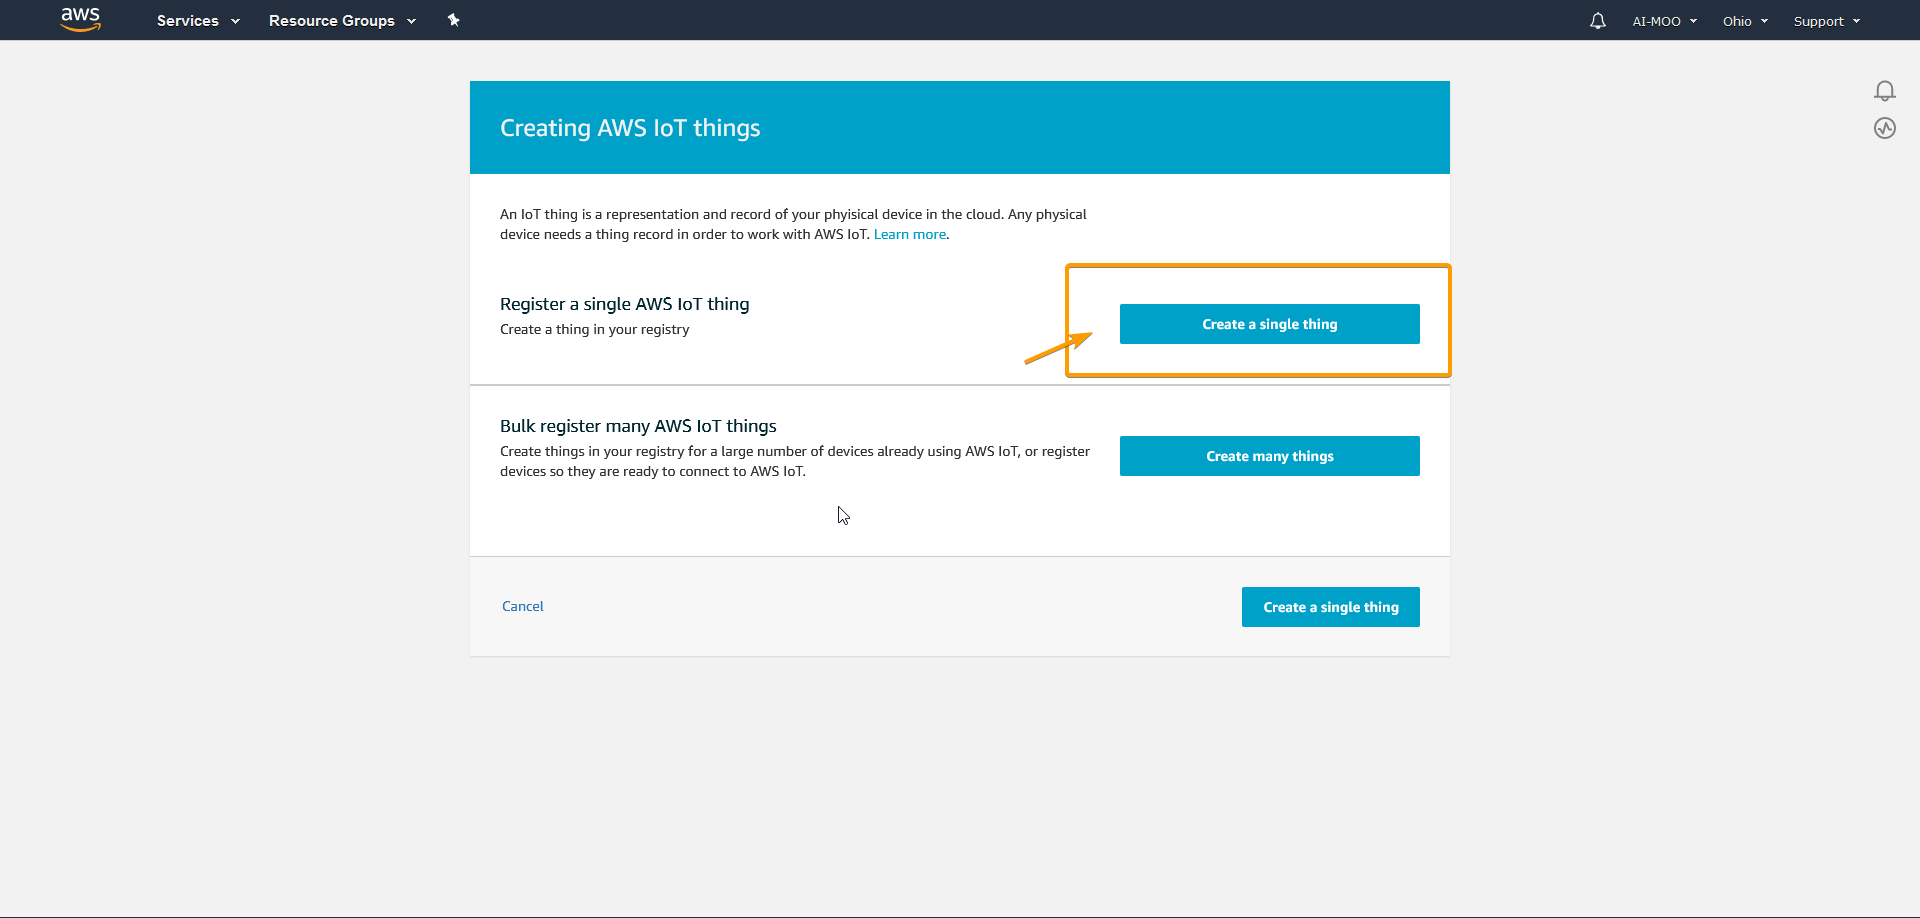 aws
Services
Resource Groups
AI-MOO
Ohio
Support
Creating AWS IoT things
An IoT thing is a representation and record of your phyisical device in the cloud. Any physical
device needs a thing record in order to work with AWS IoT. Learn more.
Register a single AWS IoT thing
Create a thing in your registry
Create a single thing
Bulk register many AWS IoT things
Create things in your registry for a large number of devices already using AWS IoT, or register
devices so they are ready to connect to AWS IoT.
Create many things
Cancel
Create a single thing